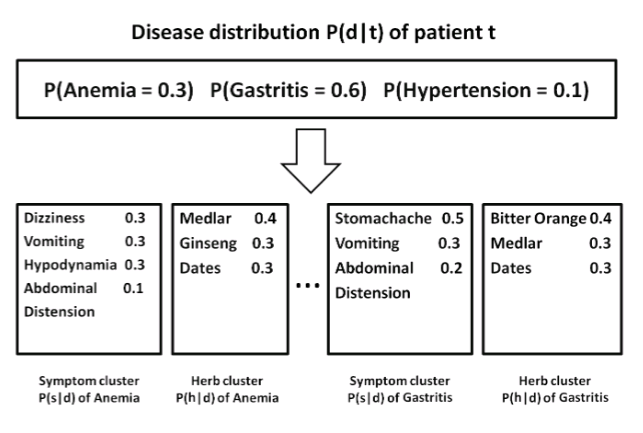 Disease distribution P(d|t) of patient t
P(Anemia = 0.3) P(Gastritis = 0.6) P(Hypertension = 0.1)
Dizziness 0.3
Vomiting 0.3
Hypodynamia 0.3
Abdominal 0.1
Distension
Medlar 0.4
Ginseng 0.3
Dates 0.3
...
Stomachache 0.5
Vomiting 0.3
Abdominal 0.2
Distension
Bitter Orange 0.4
Medlar 0.3
Dates 0.3
Symptom cluster
P(s|d) of Anemia
Herb cluster
P(h|d) of Anemia
Symptom cluster
P(s|d) of Gastritis
Herb cluster
P(h|d) of Gastritis